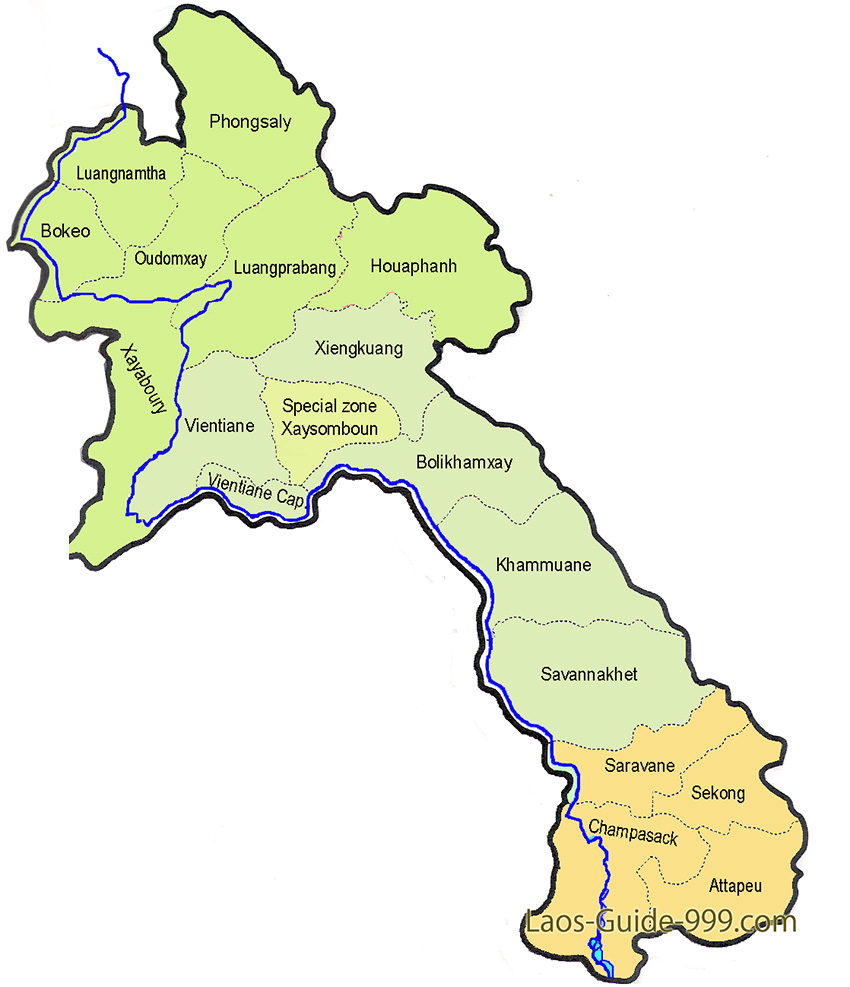 Phongsaly
Luangnamtha
Bokeo
Oudomxay
Luangprabang
Houaphanh
Xayaboury
Xiengkuang
Special zone
Xaysomboun
Vientiane
Bolikhamxay
Vientiane Cap.
Khammuane
Savannakhet
Saravane
Sekong
Champasack
Attapeu
Laos-Guide-999.com